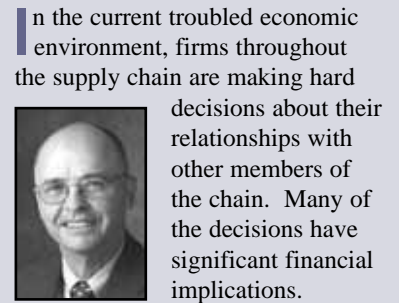 In the current troubled economic
environment, firms throughout
the supply chain are making hard
decisions about their
relationships with
other members of
the chain. Many of
the decisions have
significant financial
implications.